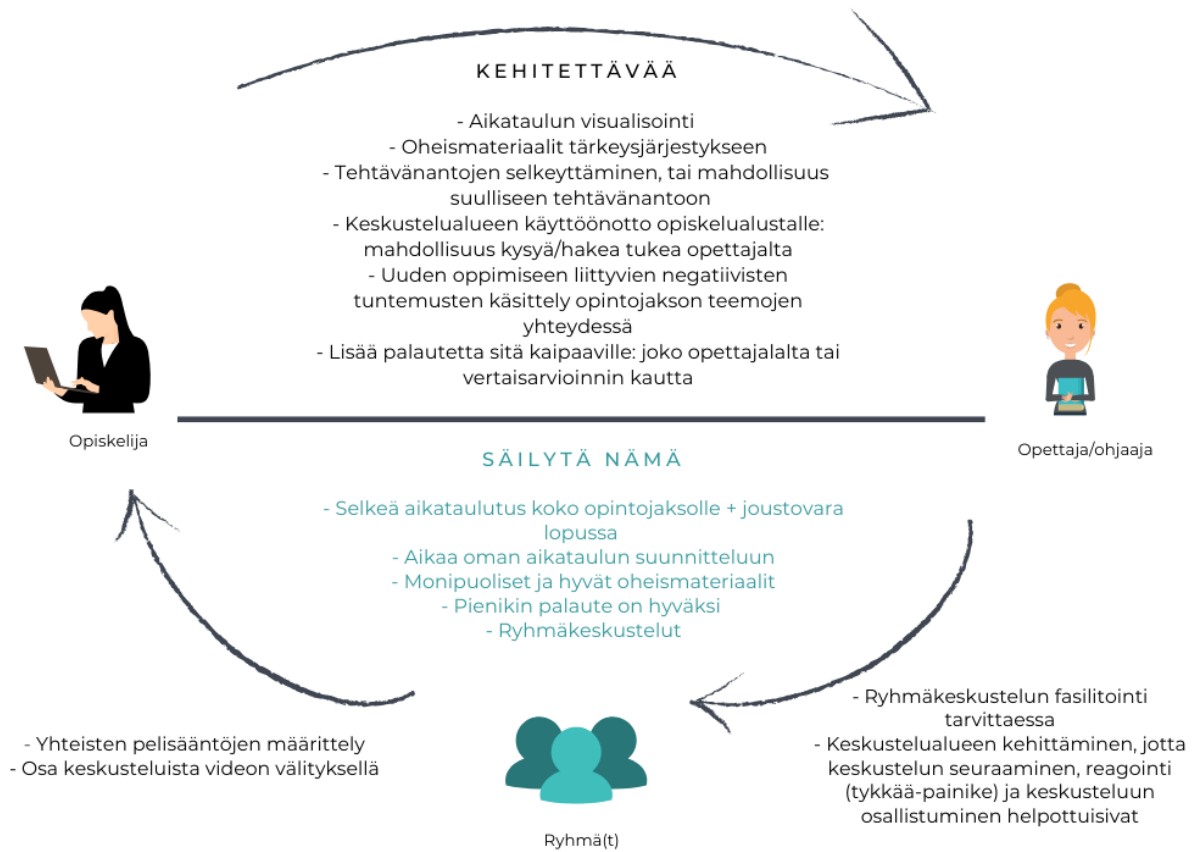 KEHITETTÄVÄÄ
- Aikataulun visualisointi
- Oheismateriaalit tärkeysjärjestykseen
- Tehtävänantojen selkeyttäminen, tai mahdollisuus
suulliseen tehtävänantoon
- Keskustelualueen käyttöönotto opiskelualustalle:
mahdollisuus kysyä/hakea tukea opettajalta
- Uuden oppimiseen liittyvien negatiivisten
tuntemusten käsittely opintojakson teemojen
yhteydessä
- Lisää palautetta sitä kaipaaville: joko opettajalalta tai
vertaisarvioinnin kautta
Opiskelija
Opettaja/ohjaaja
SÄILYTÄ NÄMÄ
- Selkeä aikataulutus koko opintojaksolle + joustovara
lopussa
- Aikaa oman aikataulun suunnitteluun
- Monipuoliset ja hyvät oheismateriaalit
- Pienikin palaute on hyväksi
- Ryhmäkeskustelut
- Yhteisten pelisääntöjen määrittely
- Osa keskusteluista videon välityksellä
- Ryhmäkeskustelun fasilitointi
tarvittaessa
- Keskustelualueen kehittäminen, jotta
keskustelun seuraaminen, reagointi
(tykkää-painike) ja keskusteluun
osallistuminen helpottuisivat
Ryhmä(t)